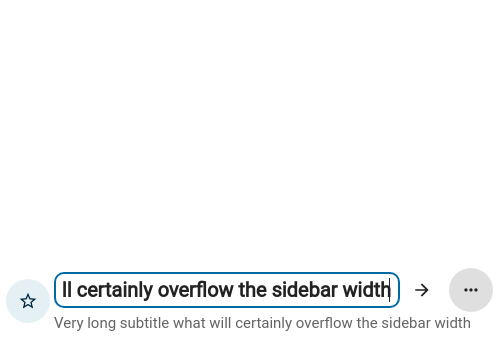 ll certainly overflow the sidebar width
Very long subtitle what will certainly overflow the sidebar width